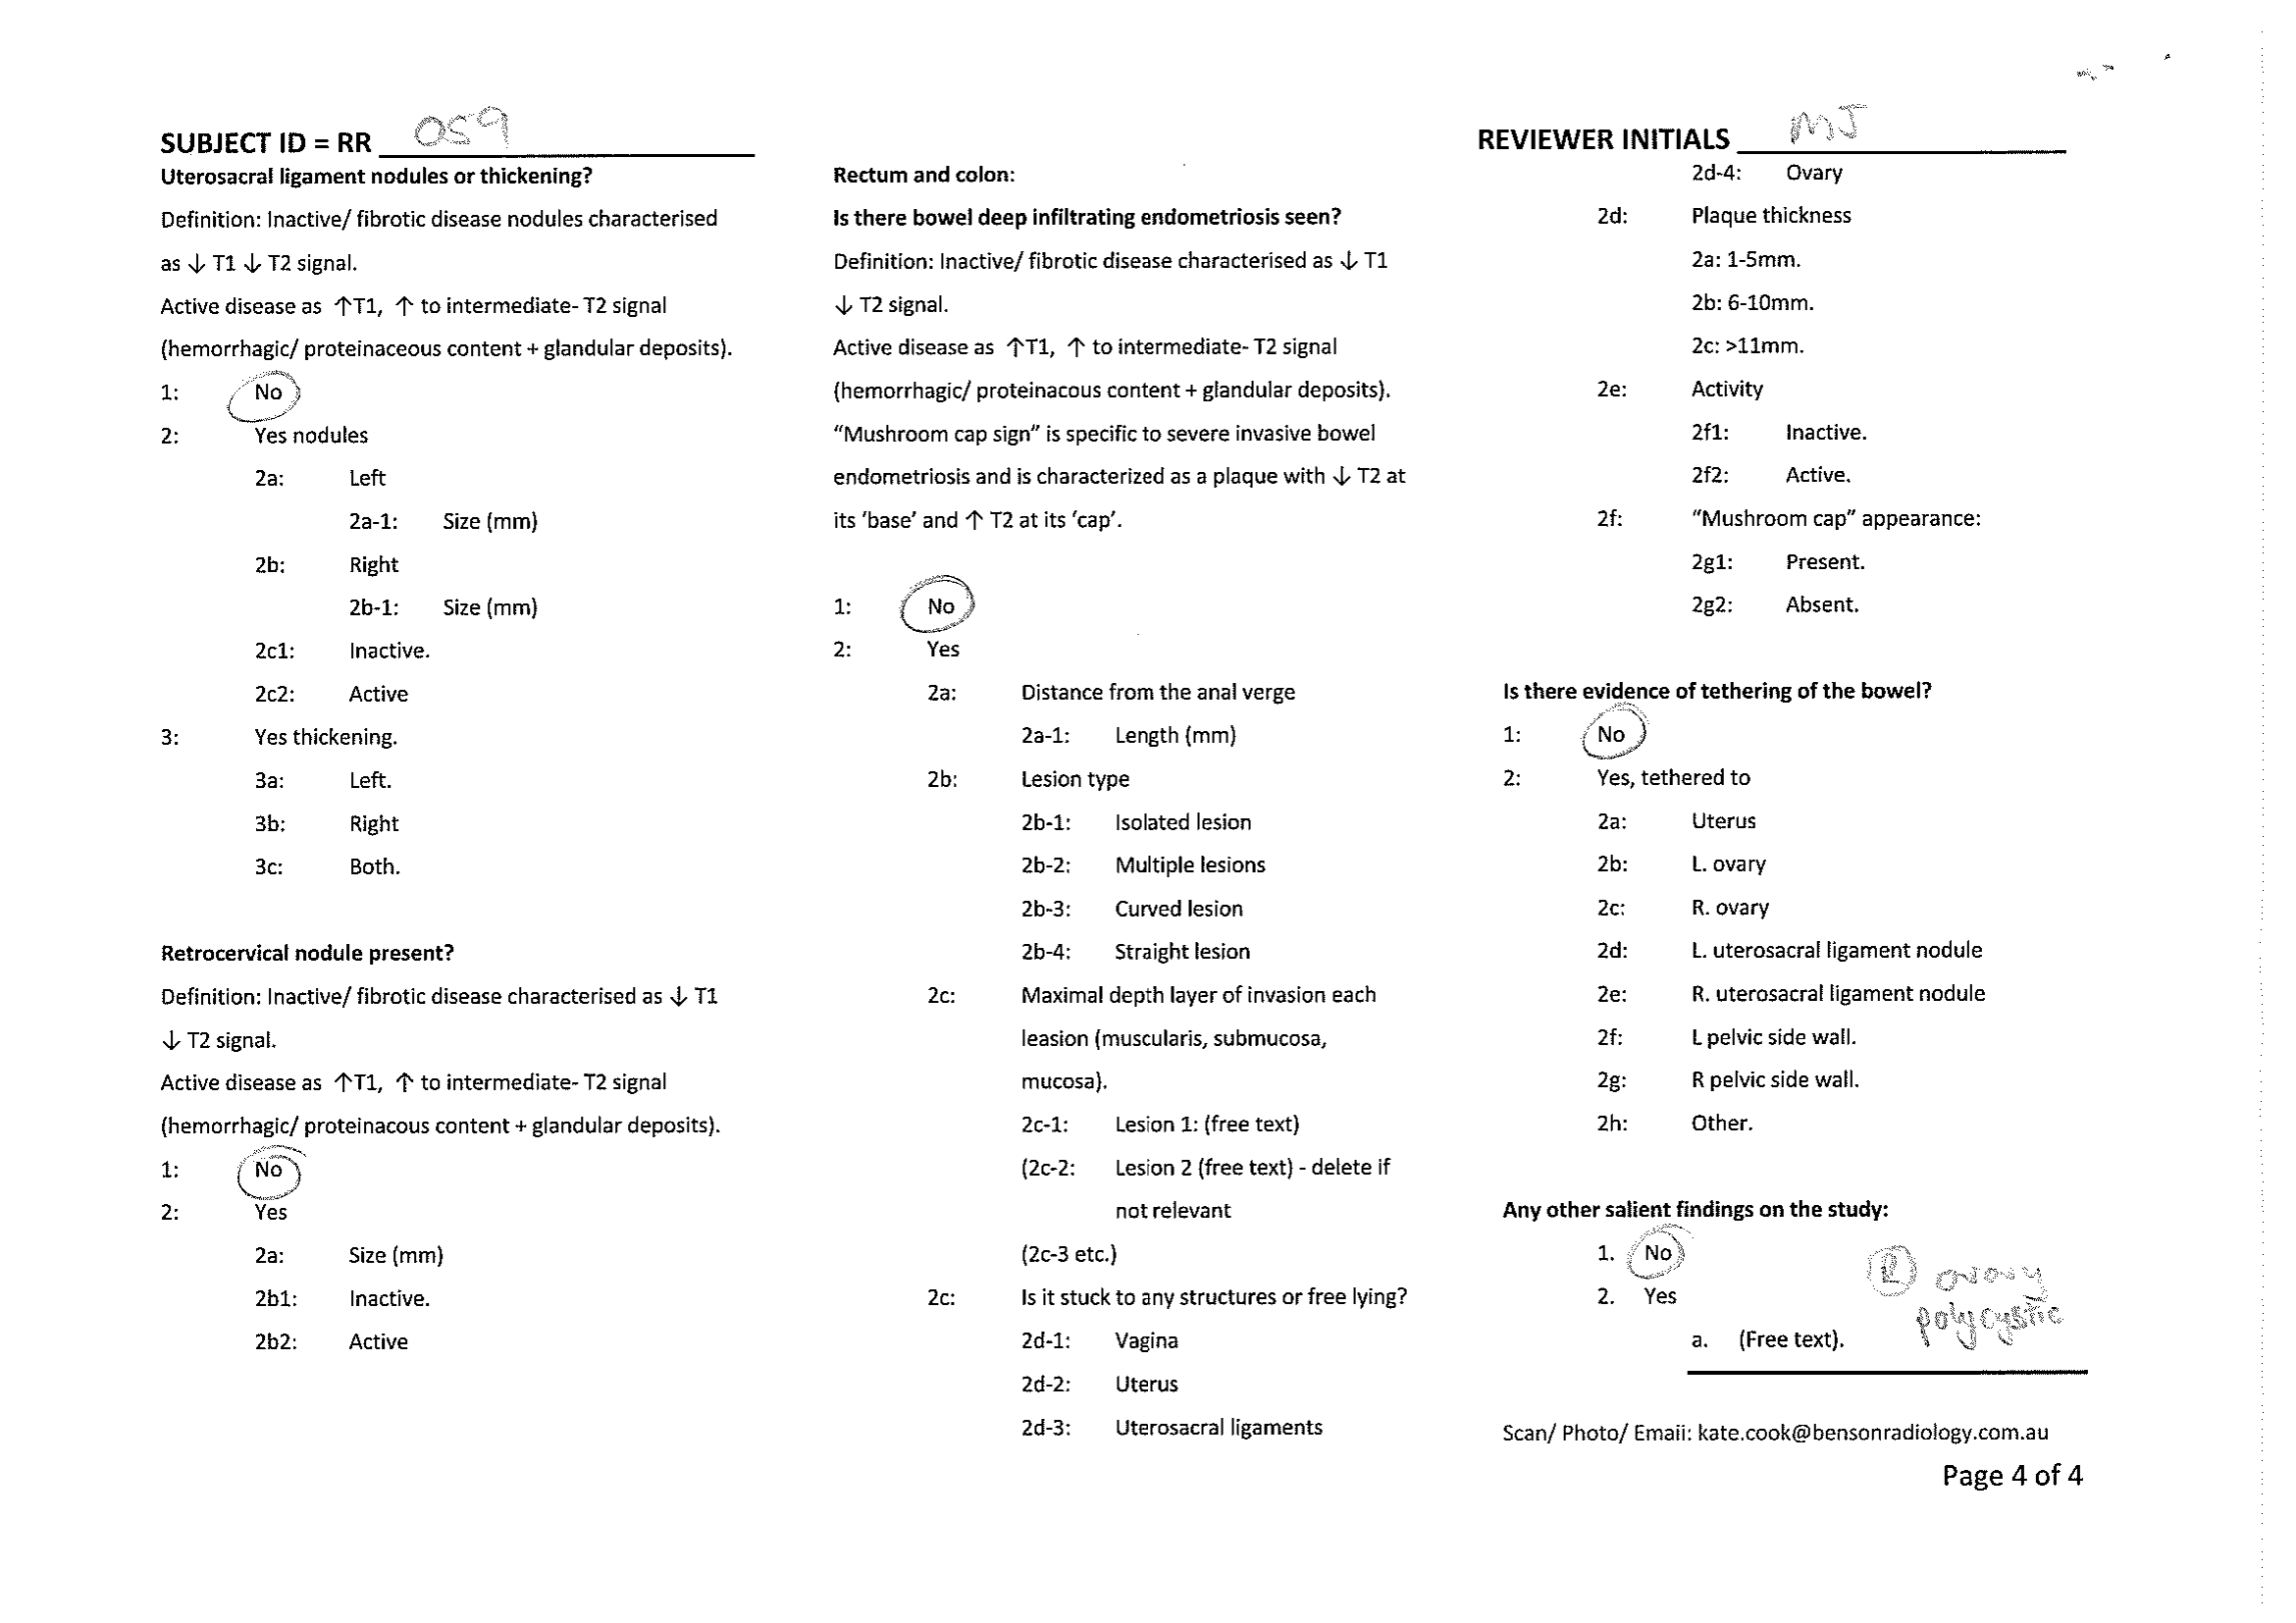 SUBJECT ID = RR 059
Uterosacral ligament nodules or thickening?
Definition: Inactive/ fibrotic disease nodules characterised
as ↓ T1 ↓ T2 signal.
Active disease as ↑T1, ↑ to intermediate- T2 signal
(hemorrhagic/ proteinaceous content + glandular deposits).
1: No
2: Yes nodules
2a: Left
2a-1: Size (mm)
2b: Right
2b-1: Size (mm)
2c1: Inactive.
2c2: Active
3: Yes thickening.
3a: Left.
3b: Right
3c: Both.
Retrocervical nodule present?
Definition: Inactive/ fibrotic disease characterised as ↓ T1
↓ T2 signal.
Active disease as ↑T1, ↑ to intermediate- T2 signal
(hemorrhagic/ proteinacous content + glandular deposits).
1: No
2: Yes
2a: Size (mm)
2b1: Inactive.
2b2: Active
Rectum and colon:
Is there bowel deep infiltrating endometriosis seen?
Definition: Inactive/ fibrotic disease characterised as ↓ T1
↓ T2 signal.
Active disease as ↑T1, ↑ to intermediate- T2 signal
(hemorrhagic/ proteinacous content + glandular deposits).
“Mushroom cap sign” is specific to severe invasive bowel
endometriosis and is characterized as a plaque with ↓ T2 at
its ‘base’ and ↑ T2 at its ‘cap’.
1: No
2: Yes
2a: Distance from the anal verge
2a-1: Length (mm)
2b: Lesion type
2b-1: Isolated lesion
2b-2: Multiple lesions
2b-3: Curved lesion
2b-4: Straight lesion
2c: Maximal depth layer of invasion each
leasion (muscularis, submucosa,
mucosa).
2c-1: Lesion 1: (free text)
(2c-2: Lesion 2 (free text) - delete if
not relevant
(2c-3 etc.)
2c: Is it stuck to any structures or free lying?
2d-1: Vagina
2d-2: Uterus
2d-3: Uterosacral ligaments
REVIEWER INITIALS MJ
2d-4: Ovary
2d: Plaque thickness
2a: 1-5mm.
2b: 6-10mm.
2c: >11mm.
2e: Activity
2f1: Inactive.
2f2: Active.
2f: “Mushroom cap” appearance:
2g1: Present.
2g2: Absent.
Is there evidence of tethering of the bowel?
1: No
2: Yes, tethered to
2a: Uterus
2b: L. ovary
2c: R. ovary
2d: L. uterosacral ligament nodule
2e: R. uterosacral ligament nodule
2f: L pelvic side wall.
2g: R pelvic side wall.
2h: Other.
Any other salient findings on the study:
1. No
2. Yes
a. (Free text).
R ovary
polycystic
Scan/ Photo/ Email: kate.cook@bensonradiology.com.au
Page 4 of 4